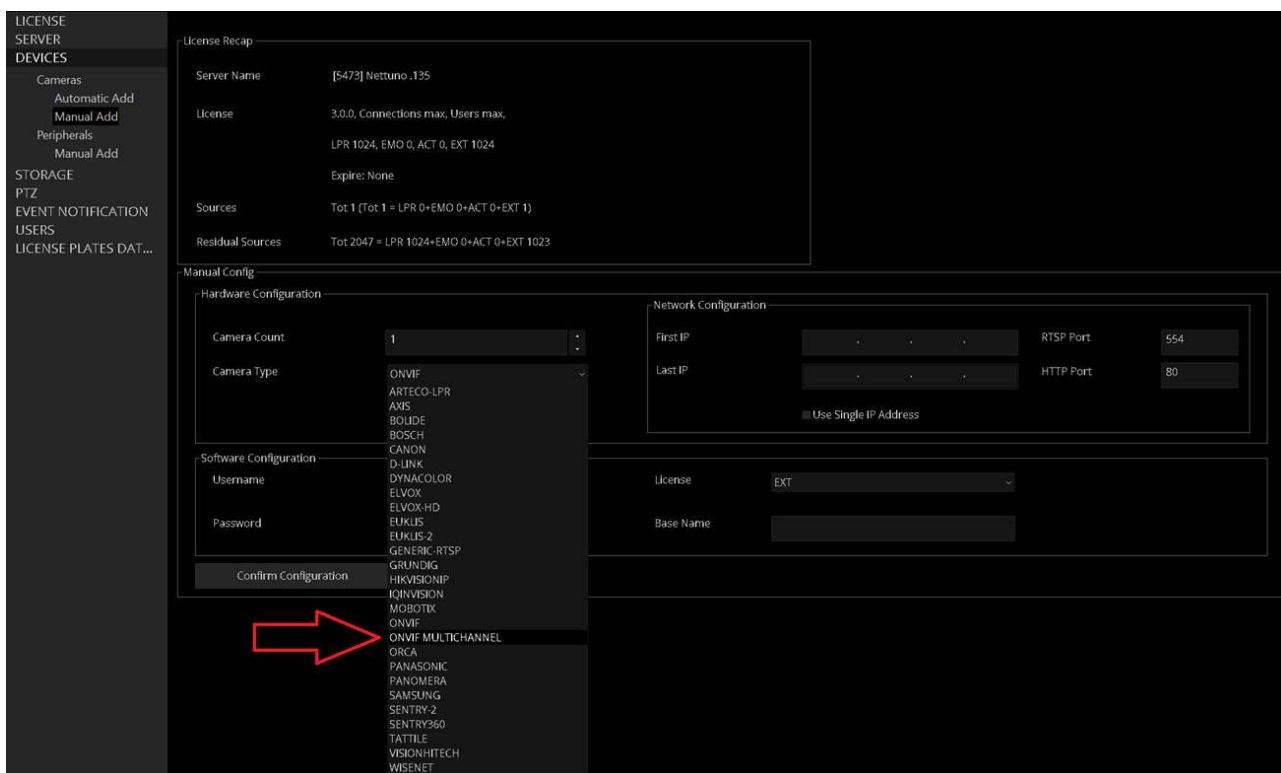 LICENSE
SERVER
DEVICES
Cameras
Automatic Add
Manual Add
Peripherals
Manual Add
STORAGE
PTZ
EVENT NOTIFICATION
USERS
LICENSE PLATES DAT...
License Recap
Server Name [5473] Nettuno .135
License 3.0.0, Connections max, Users max,
LPR 1024, EMO 0, ACT 0, EXT 1024
Expire: None
Sources Tot 1 (Tot 1 = LPR 0+EMO 0+ACT 0+EXT 1)
Residual Sources Tot 2047 = LPR 1024+EMO 0+ACT 0+EXT 1023
Manual Config
Hardware Configuration
Camera Count 1
Camera Type ONVIF
ARTECO-LPR
AXIS
BOLIDE
BOSCH
CANON
D-LINK
DYNACOLOR
ELVOX
ELVOX-HD
EUKLIS
EUKLIS-2
GENERIC-RTSP
GRUNDIG
HIKVISIONIP
IQINVISION
MOBOTIX
ONVIF
ONVIF MULTICHANNEL
ORCA
PANASONIC
PANOMERA
SAMSUNG
SENTRY-2
SENTRY360
TATTILE
VISIONHITECH
WISENET
Network Configuration
First IP . . . RTSP Port 554
Last IP . . . HTTP Port 80
Use Single IP Address
Software Configuration
Username
Password
License EXT
Base Name
Confirm Configuration